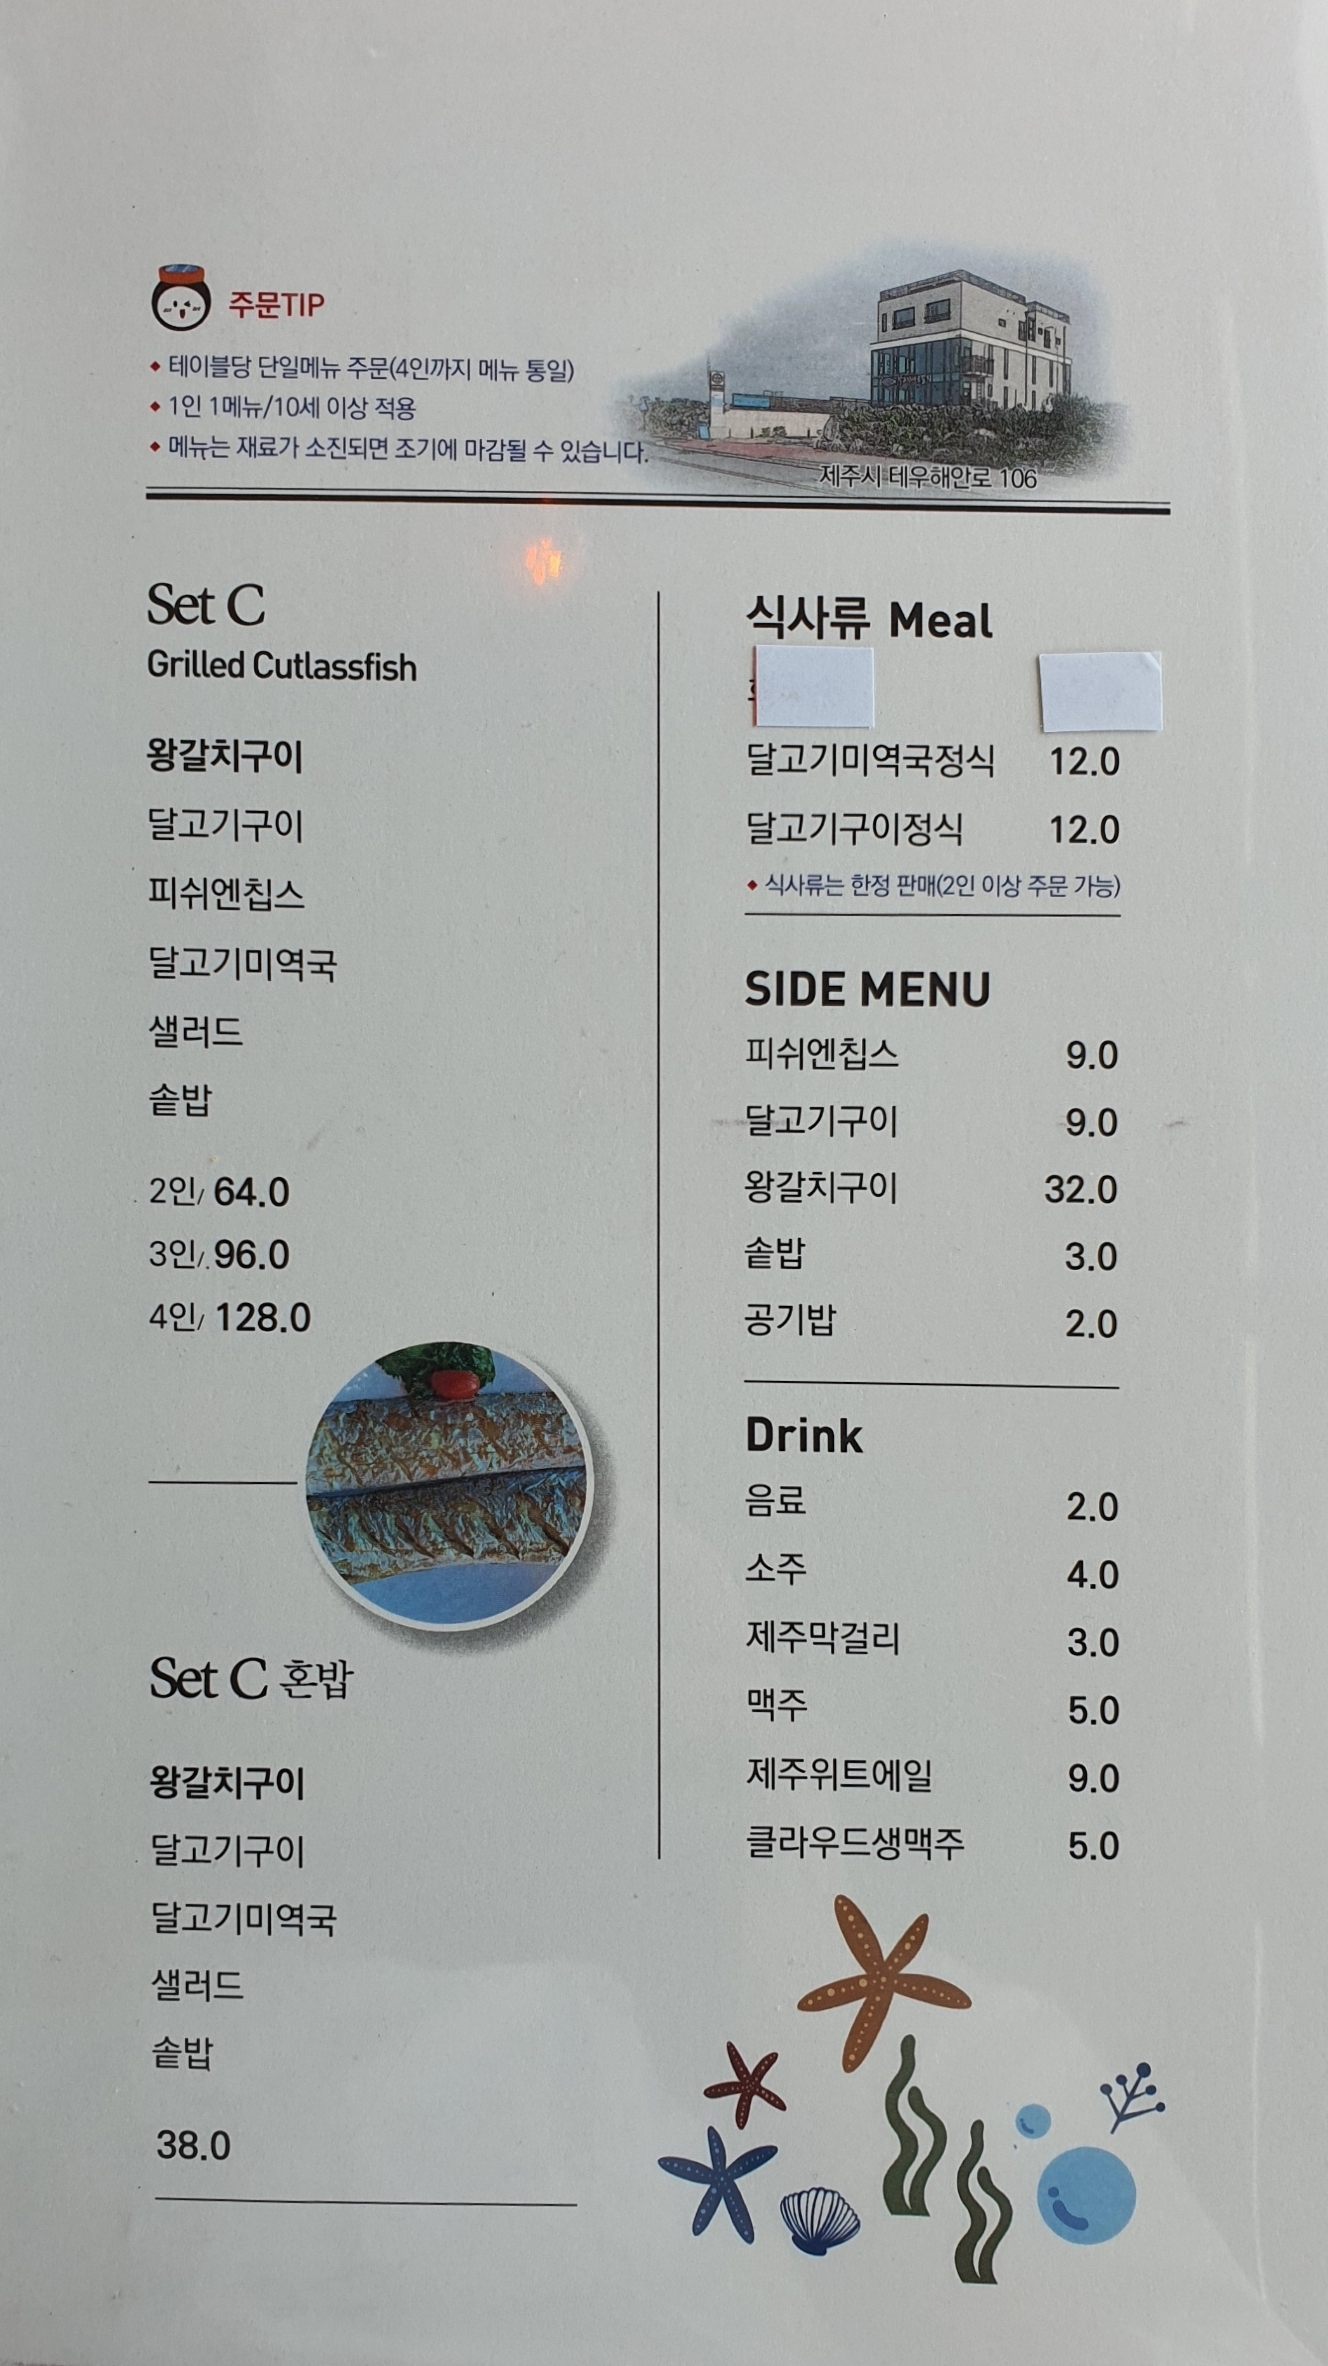 주문TIP
◆ 테이블당 단일메뉴 주문(4인까지 메뉴 통일)
◆ 1인 1메뉴/10세 이상 적용
◆ 메뉴는 재료가 소진되면 조기에 마감될 수 있습니다.
제주시 테우해안로 106
Set C
Grilled Cutlassfish
왕갈치구이
달고기구이
피쉬엔칩스
달고기미역국
샐러드
솥밥
2인/ 64.0
3인/ 96.0
4인/ 128.0
Set C 혼밥
왕갈치구이
달고기구이
달고기미역국
샐러드
솥밥
38.0
식사류 Meal
달고기미역국정식 12.0
달고기구이정식 12.0
◆ 식사류는 한정 판매(2인 이상 주문 가능)
SIDE MENU
피쉬엔칩스 9.0
달고기구이 9.0
왕갈치구이 32.0
솥밥 3.0
공기밥 2.0
Drink
음료 2.0
소주 4.0
제주막걸리 3.0
맥주 5.0
제주위트에일 9.0
클라우드생맥주 5.0